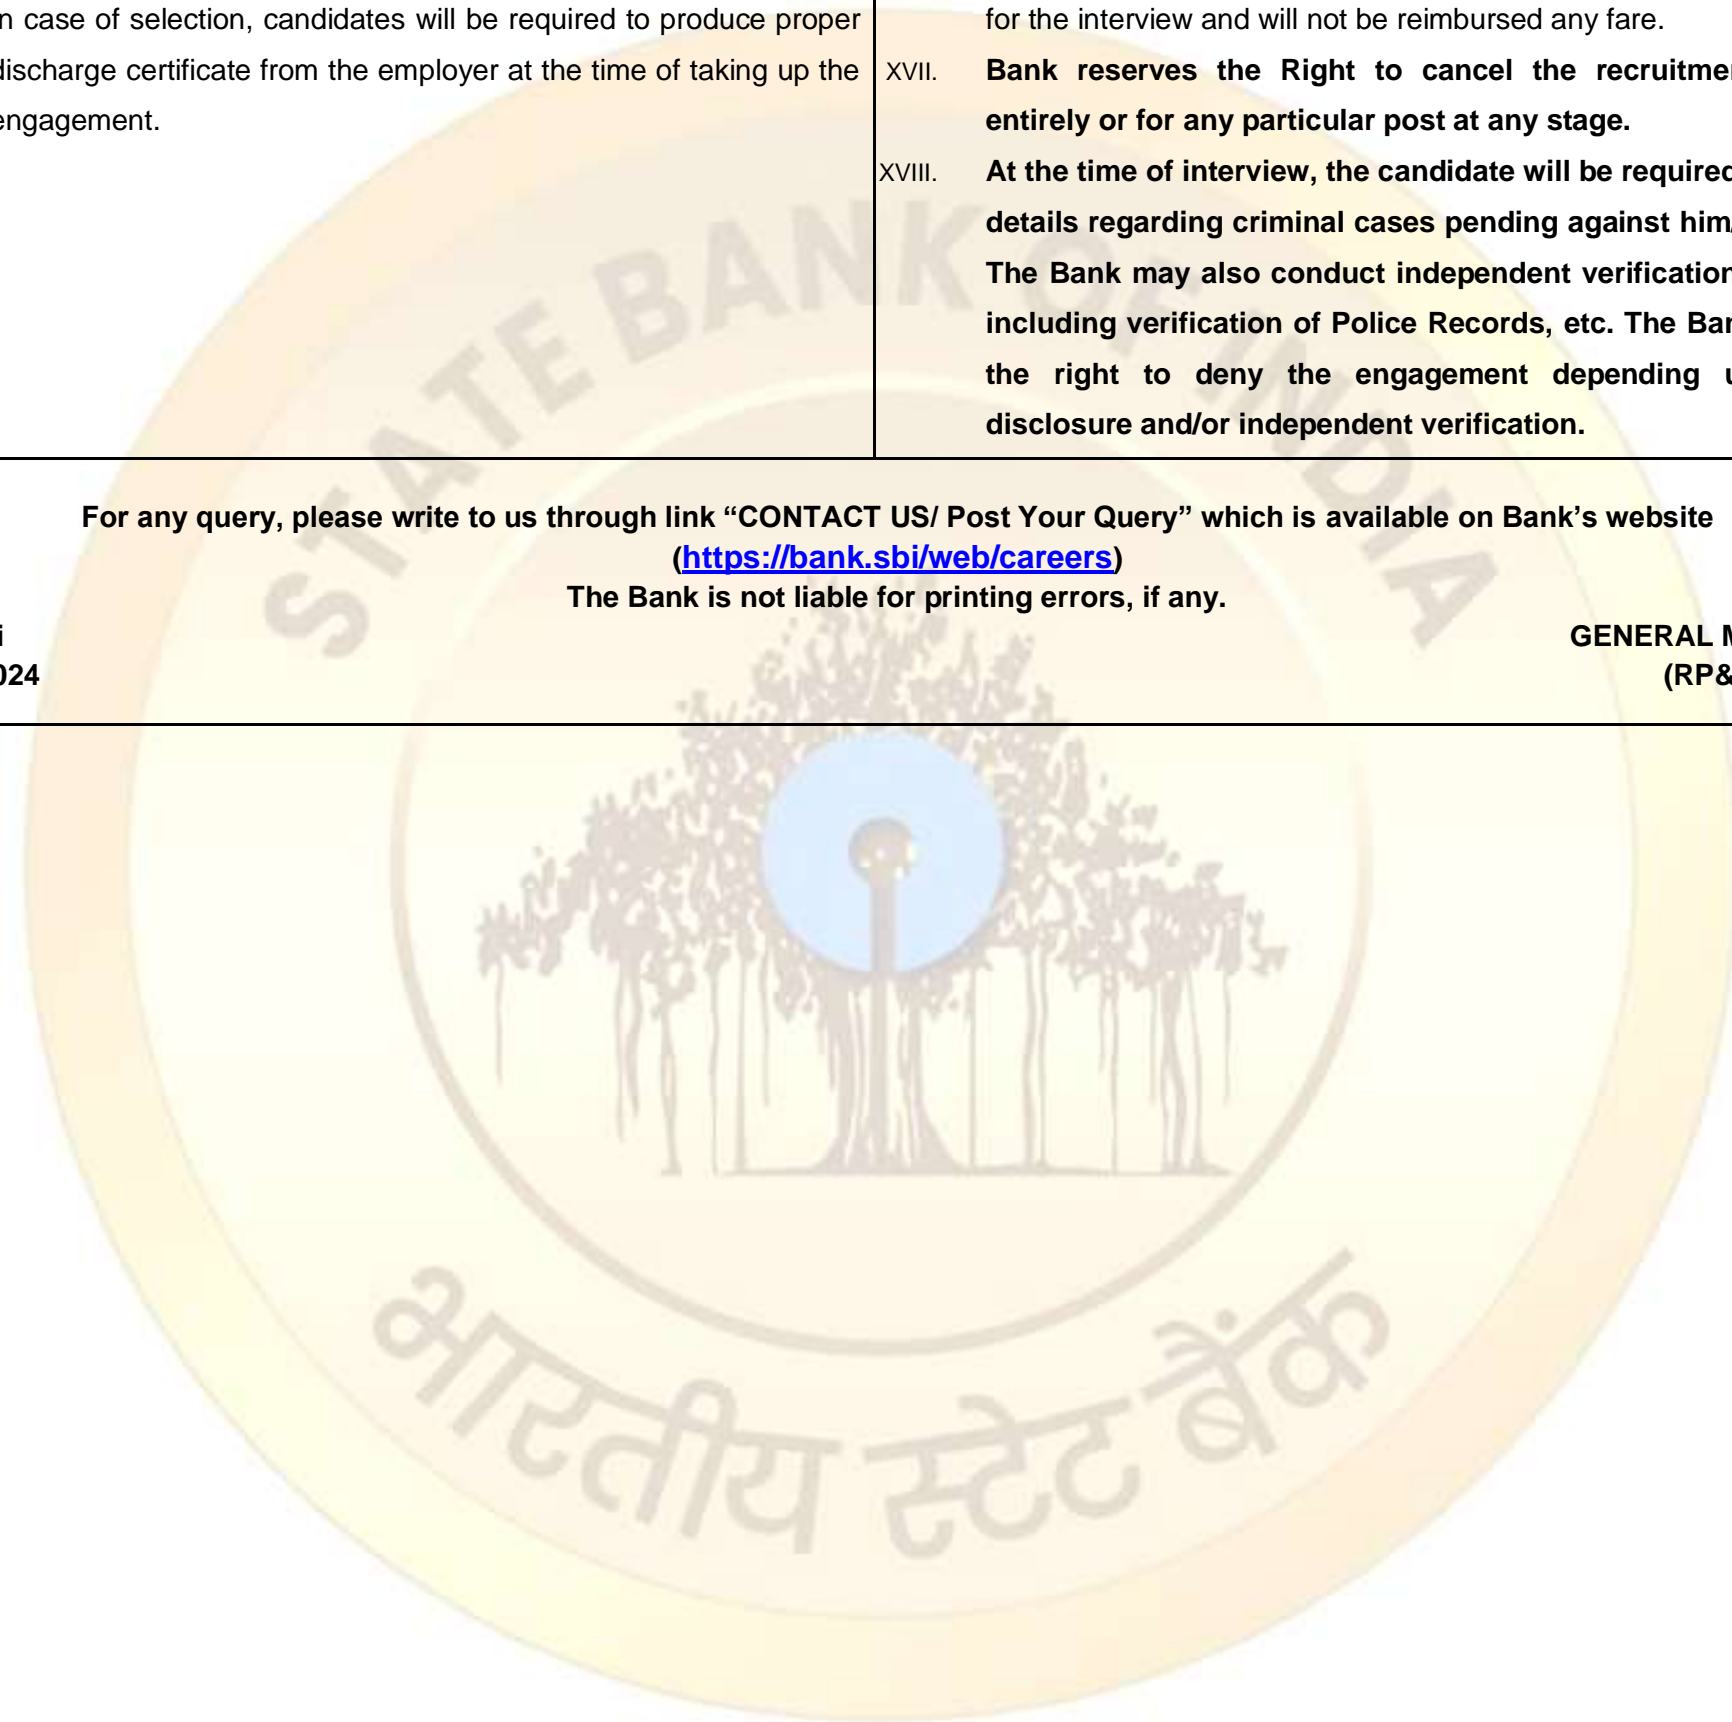 n case of selection, candidates will be required to produce proper
discharge certificate from the employer at the time of taking up the
engagement.
for the interview and will not be reimbursed any fare.
XVII. Bank reserves the Right to cancel the recruitme
entirely or for any particular post at any stage.
XVIII. At the time of interview, the candidate will be required
details regarding criminal cases pending against him/
The Bank may also conduct independent verification
including verification of Police Records, etc. The Ba
the right to deny the engagement depending u
disclosure and/or independent verification.
For any query, please write to us through link “CONTACT US/ Post Your Query” which is available on Bank’s website
(https://bank.sbi/web/careers)
The Bank is not liable for printing errors, if any.
i
024
GENERAL M
(RP&
STATE BANK OF INDIA
भारतीय स्टेट बैंक